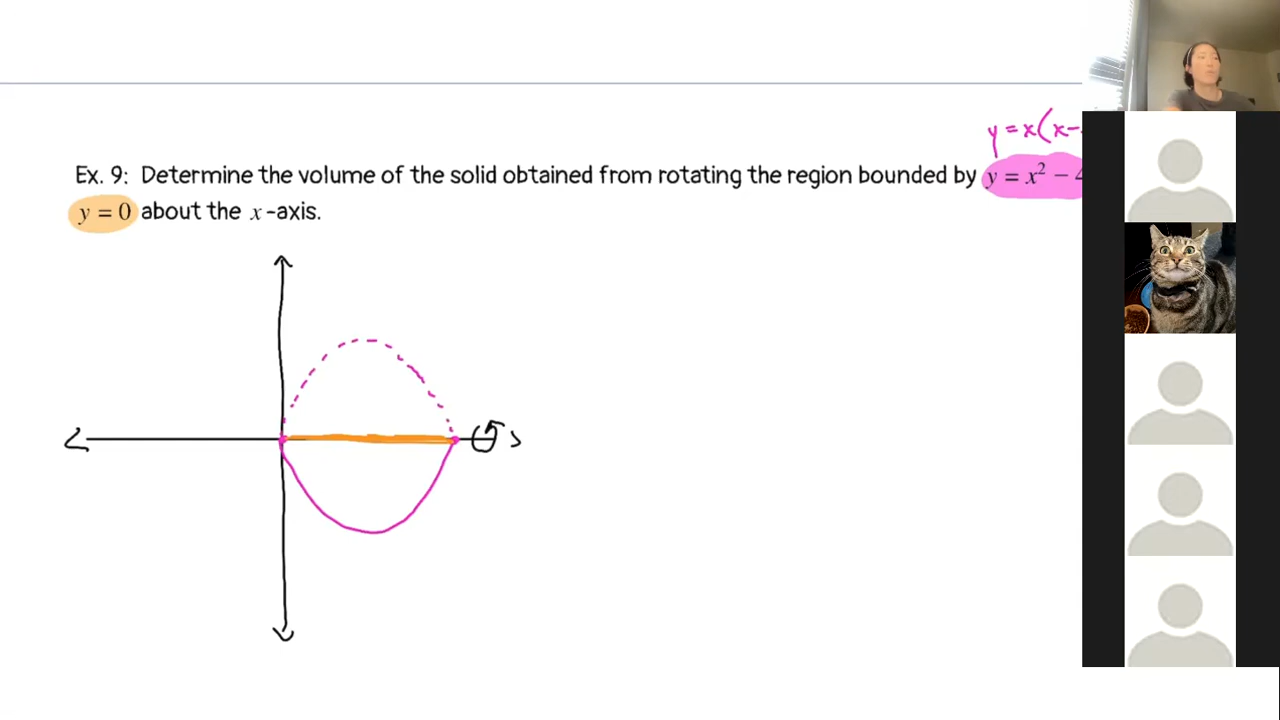 y = x(x-
Ex. 9: Determine the volume of the solid obtained from rotating the region bounded by y = x² − 4
y = 0 about the x-axis.